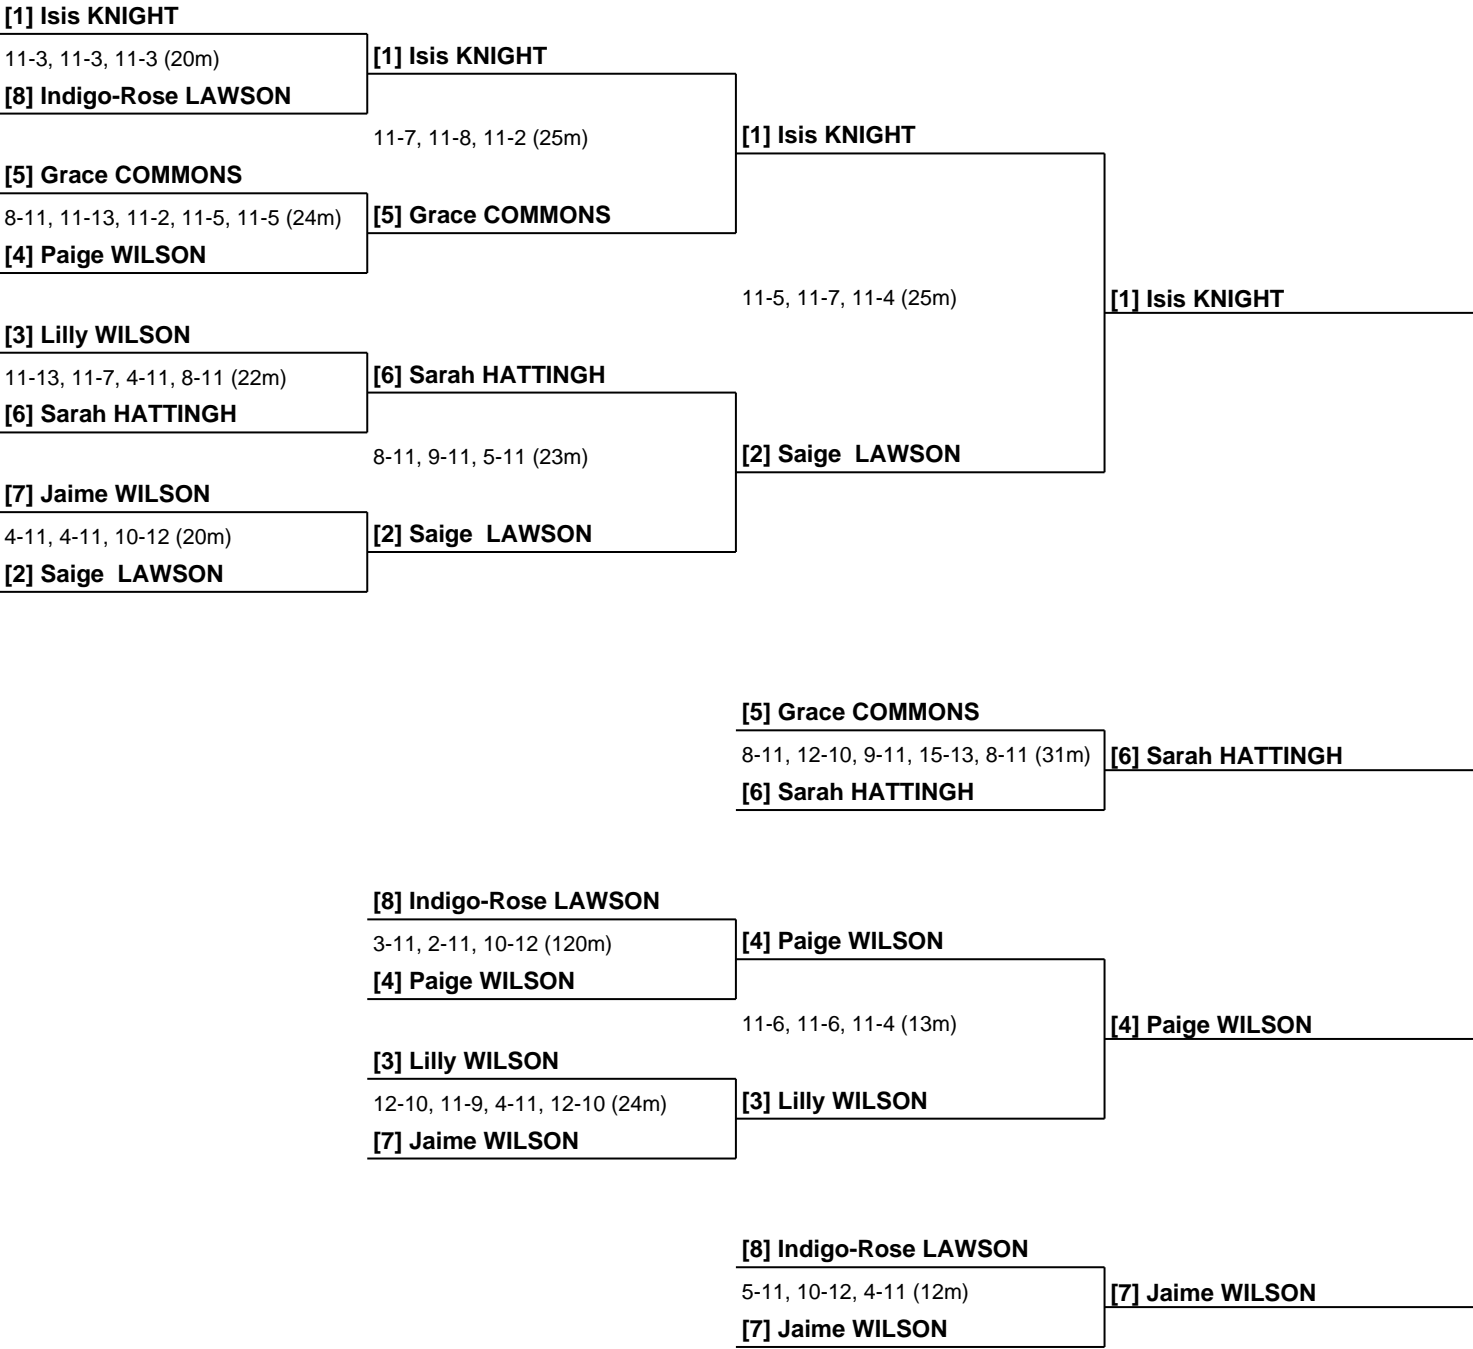 [1] Isis KNIGHT
11-3, 11-3, 11-3 (20m)
[1] Isis KNIGHT
[8] Indigo-Rose LAWSON
11-7, 11-8, 11-2 (25m)
[1] Isis KNIGHT
[5] Grace COMMONS
8-11, 11-13, 11-2, 11-5, 11-5 (24m)
[5] Grace COMMONS
[4] Paige WILSON
11-5, 11-7, 11-4 (25m)
[1] Isis KNIGHT
[3] Lilly WILSON
11-13, 11-7, 4-11, 8-11 (22m)
[6] Sarah HATTINGH
[6] Sarah HATTINGH
8-11, 9-11, 5-11 (23m)
[2] Saige  LAWSON
[7] Jaime WILSON
4-11, 4-11, 10-12 (20m)
[2] Saige  LAWSON
[2] Saige  LAWSON
[5] Grace COMMONS
8-11, 12-10, 9-11, 15-13, 8-11 (31m)
[6] Sarah HATTINGH
[6] Sarah HATTINGH
[8] Indigo-Rose LAWSON
3-11, 2-11, 10-12 (120m)
[4] Paige WILSON
[4] Paige WILSON
11-6, 11-6, 11-4 (13m)
[4] Paige WILSON
[3] Lilly WILSON
12-10, 11-9, 4-11, 12-10 (24m)
[3] Lilly WILSON
[7] Jaime WILSON
[8] Indigo-Rose LAWSON
5-11, 10-12, 4-11 (12m)
[7] Jaime WILSON
[7] Jaime WILSON